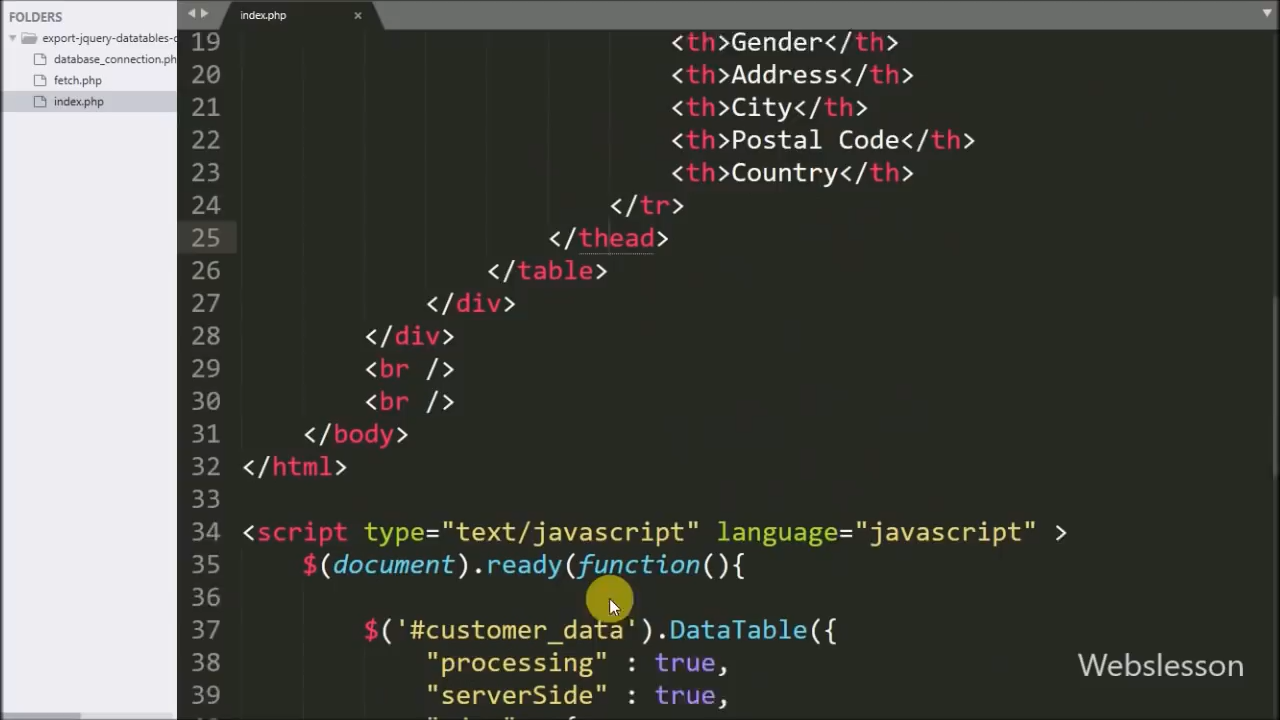 FOLDERS
export-jquery-datatables-
database_connection.ph
fetch.php
index.php
index.php
19 <th>Gender</th>
20 <th>Address</th>
21 <th>City</th>
22 <th>Postal Code</th>
23 <th>Country</th>
24 </tr>
25 </thead>
26 </table>
27 </div>
28 </div>
29 <br />
30 <br />
31 </body>
32 </html>
33
34 <script type="text/javascript" language="javascript" >
35 $(document).ready(function(){
36
37 $('#customer_data').DataTable({
38 "processing" : true,
39 "serverSide" : true,
Webslesson